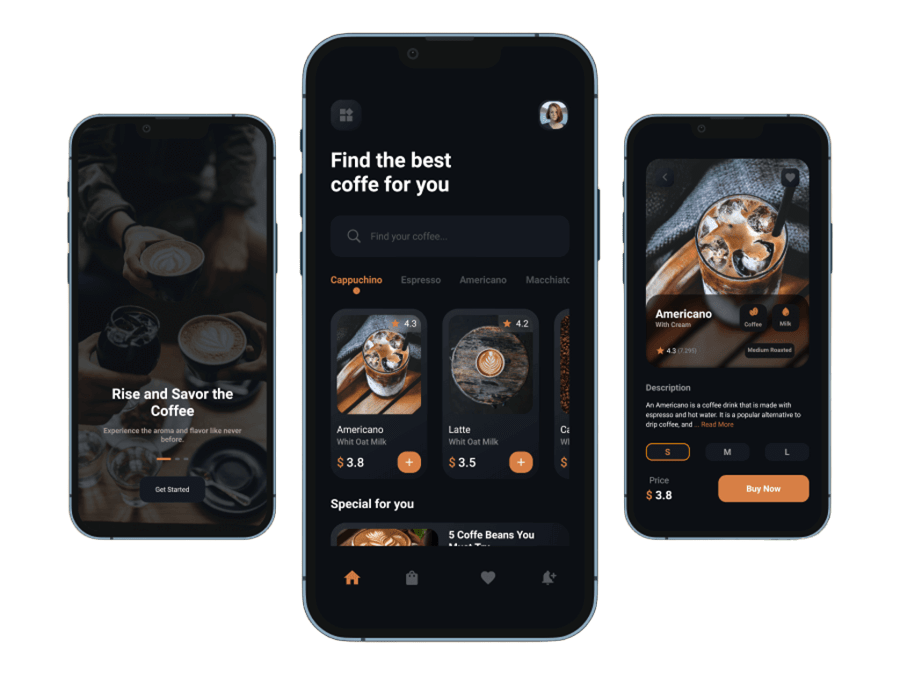 Rise and Savor the
Coffee
Experience the aroma and flavor like never
before.
Get Started
Find the best
coffe for you
Find your coffee...
Cappuchino Espresso Americano Macchiato
4.3
Americano
Whit Oat Milk
$ 3.8
+
4.2
Latte
Whit Oat Milk
$ 3.5
+
Ca
Wh
$
Special for you
5 Coffe Beans You
Must Try
Americano
With Cream
Coffee
Milk
4.3 (7295)
Medium Roasted
Description
An Americano is a coffee drink that is made with
espresso and hot water. It is a popular alternative to
drip coffee, and ... Read More
S M L
Price
$ 3.8
Buy Now